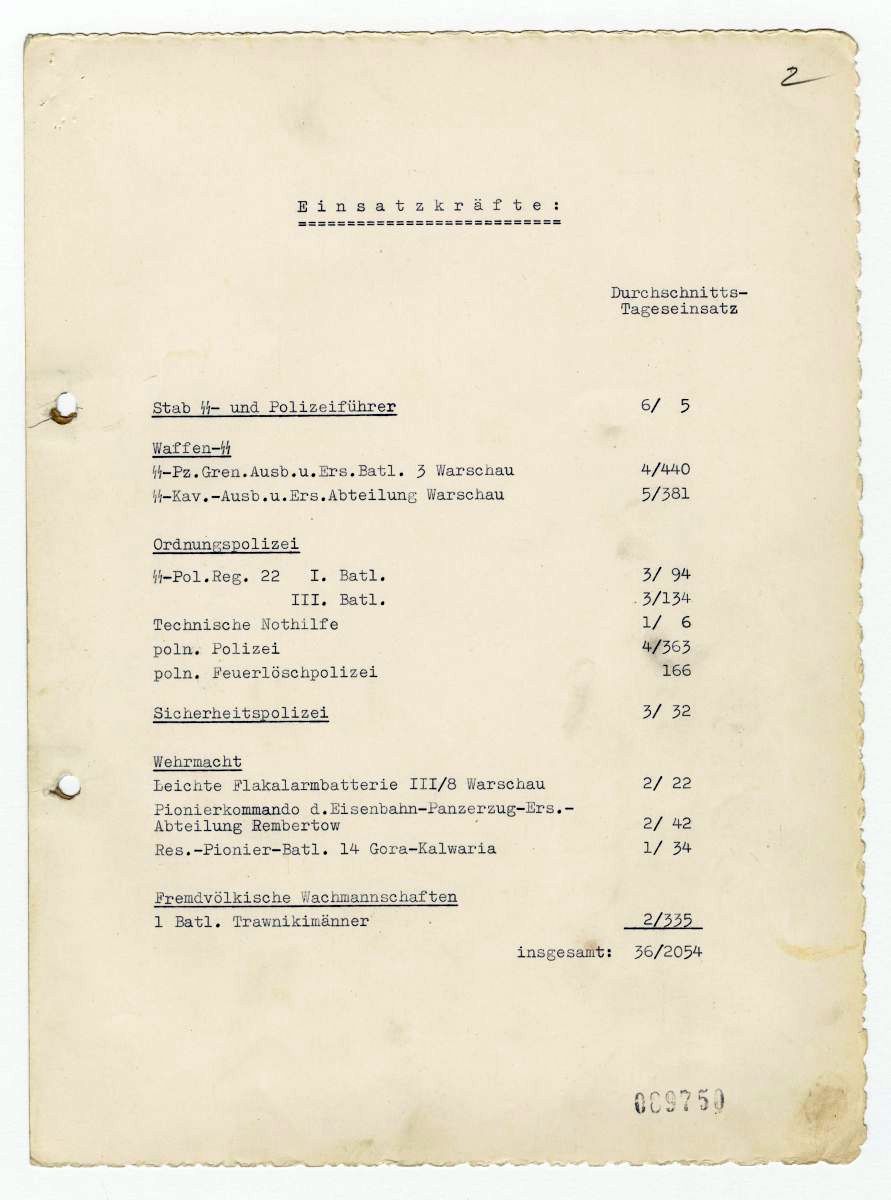 2
Einsatzkräfte:
===========================
Durchschnitts-
Tageseinsatz
Stab ᛋᛋ- und Polizeiführer 6/ 5
Waffen-ᛋᛋ
ᛋᛋ-Pz.Gren.Ausb.u.Ers.Batl. 3 Warschau 4/440
ᛋᛋ-Kav.-Ausb.u.Ers.Abteilung Warschau 5/381
Ordnungspolizei
ᛋᛋ-Pol.Reg. 22 I. Batl. 3/ 94
III. Batl. 3/134
Technische Nothilfe 1/ 6
poln. Polizei 4/363
poln. Feuerlöschpolizei 166
Sicherheitspolizei 3/ 32
Wehrmacht
Leichte Flakalarmbatterie III/8 Warschau 2/ 22
Pionierkommando d.Eisenbahn-Panzerzug-Ers.-
Abteilung Rembertow 2/ 42
Res.-Pionier-Batl. 14 Gora-Kalwaria 1/ 34
Fremdvölkische Wachmannschaften
1 Batl. Trawnikimänner 2/335
insgesamt: 36/2054
009750